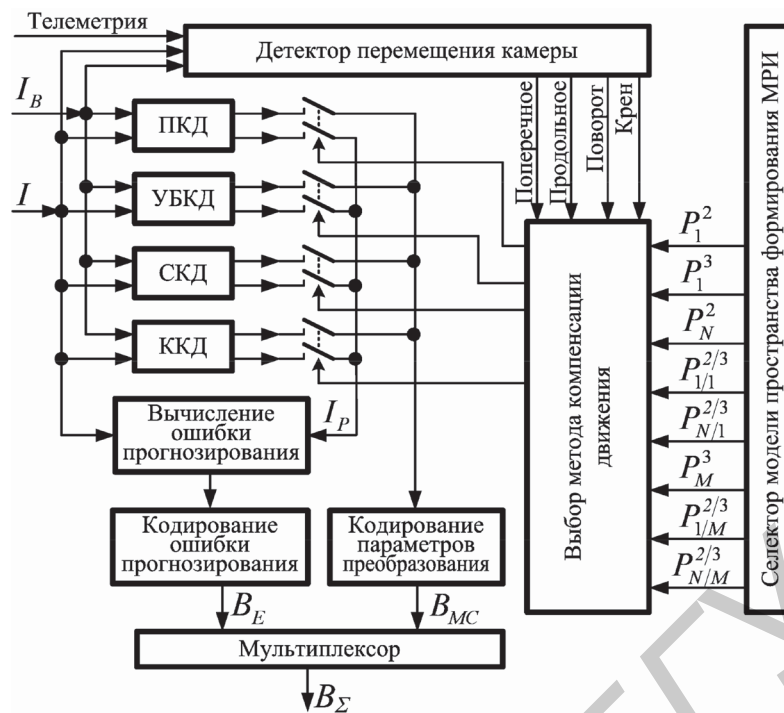 Телеметрия
Детектор перемещения камеры
I_B
I
ПКД
УБКД
СКД
ККД
Поперечное
Продольное
Поворот
Крен
Выбор метода компенсации
движения
P_1^2
P_1^3
P_N^2
P_{1/1}^{2/3}
P_{N/1}^{2/3}
P_M^3
P_{1/M}^{2/3}
P_{N/M}^{2/3}
Селектор модели пространства формирования МРИ
Вычисление
ошибки
прогнозирования
I_P
Кодирование
ошибки
прогнозирования
Кодирование
параметров
преобразования
B_E
B_{MC}
Мультиплексор
B_Σ